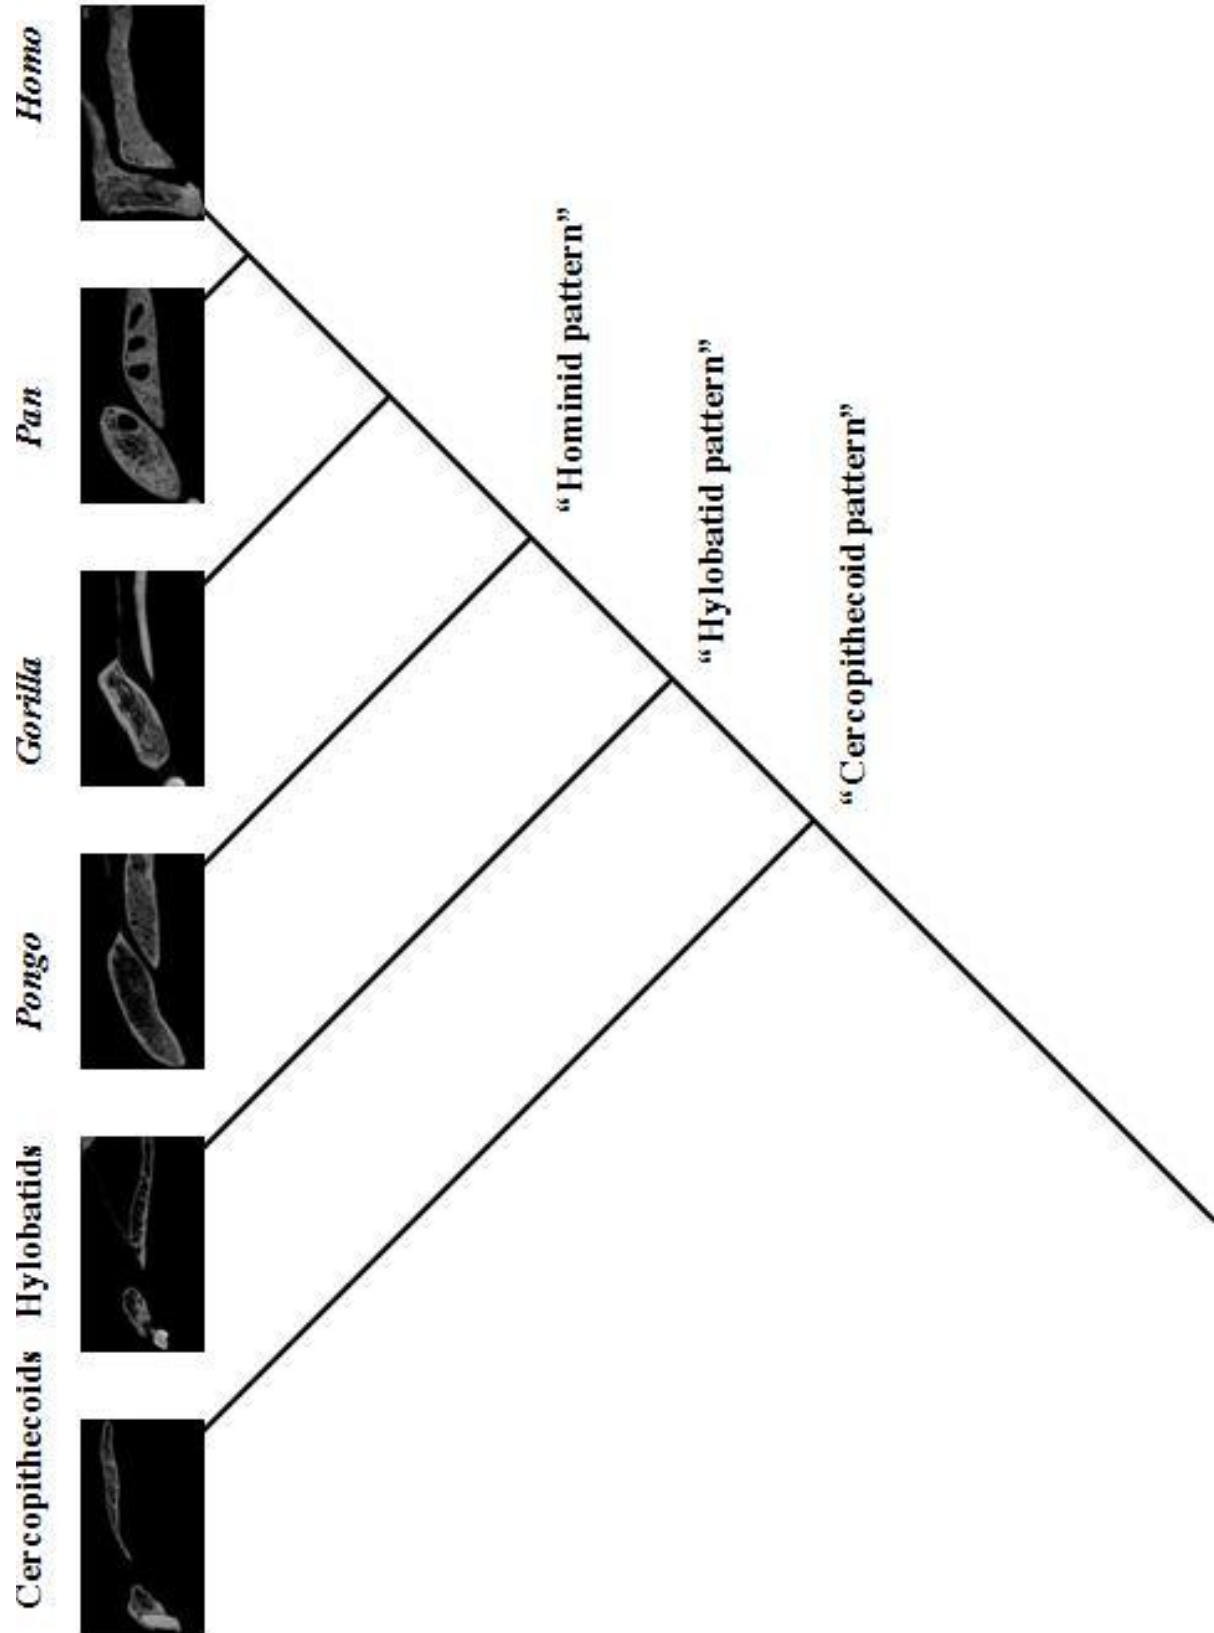 Cercopithecoids
Hylobatids
Pongo
Gorilla
Pan
Homo
“Hominid pattern”
“Hylobatid pattern”
“Cercopithecoid pattern”